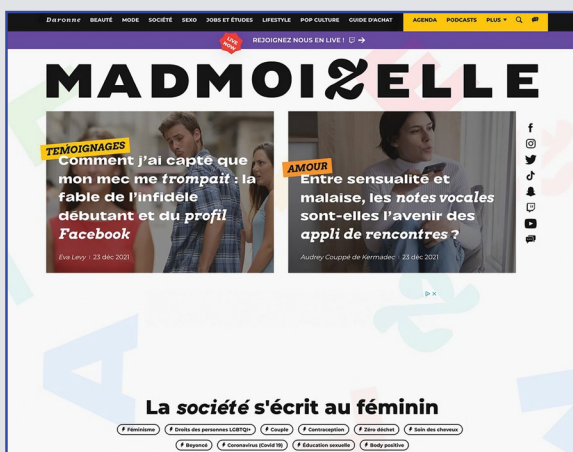 Daronne BEAUTÉ MODE SOCIÉTÉ SEXO JOBS ET ÉTUDES LIFESTYLE POP CULTURE GUIDE D'ACHAT AGENDA PODCASTS PLUS
LIVE NOW REJOIGNEZ NOUS EN LIVE !
MADMOIZELLE
TEMOIGNAGES
Comment j'ai capté que
mon mec me trompait : la
fable de l'infidèle
débutant et du profil
Facebook
Eva Levy | 23 déc 2021
AMOUR
Entre sensualité et
malaise, les notes vocales
sont-elles l'avenir des
appli de rencontres ?
Audrey Couppé de Kermadec | 23 déc 2021
La société s'écrit au féminin
Féminisme Droits des personnes LGBTQI+ Couple Contraception Zéro déchet Soin des cheveux
Beyoncé Coronavirus (Covid 19) Éducation sexuelle Body positive